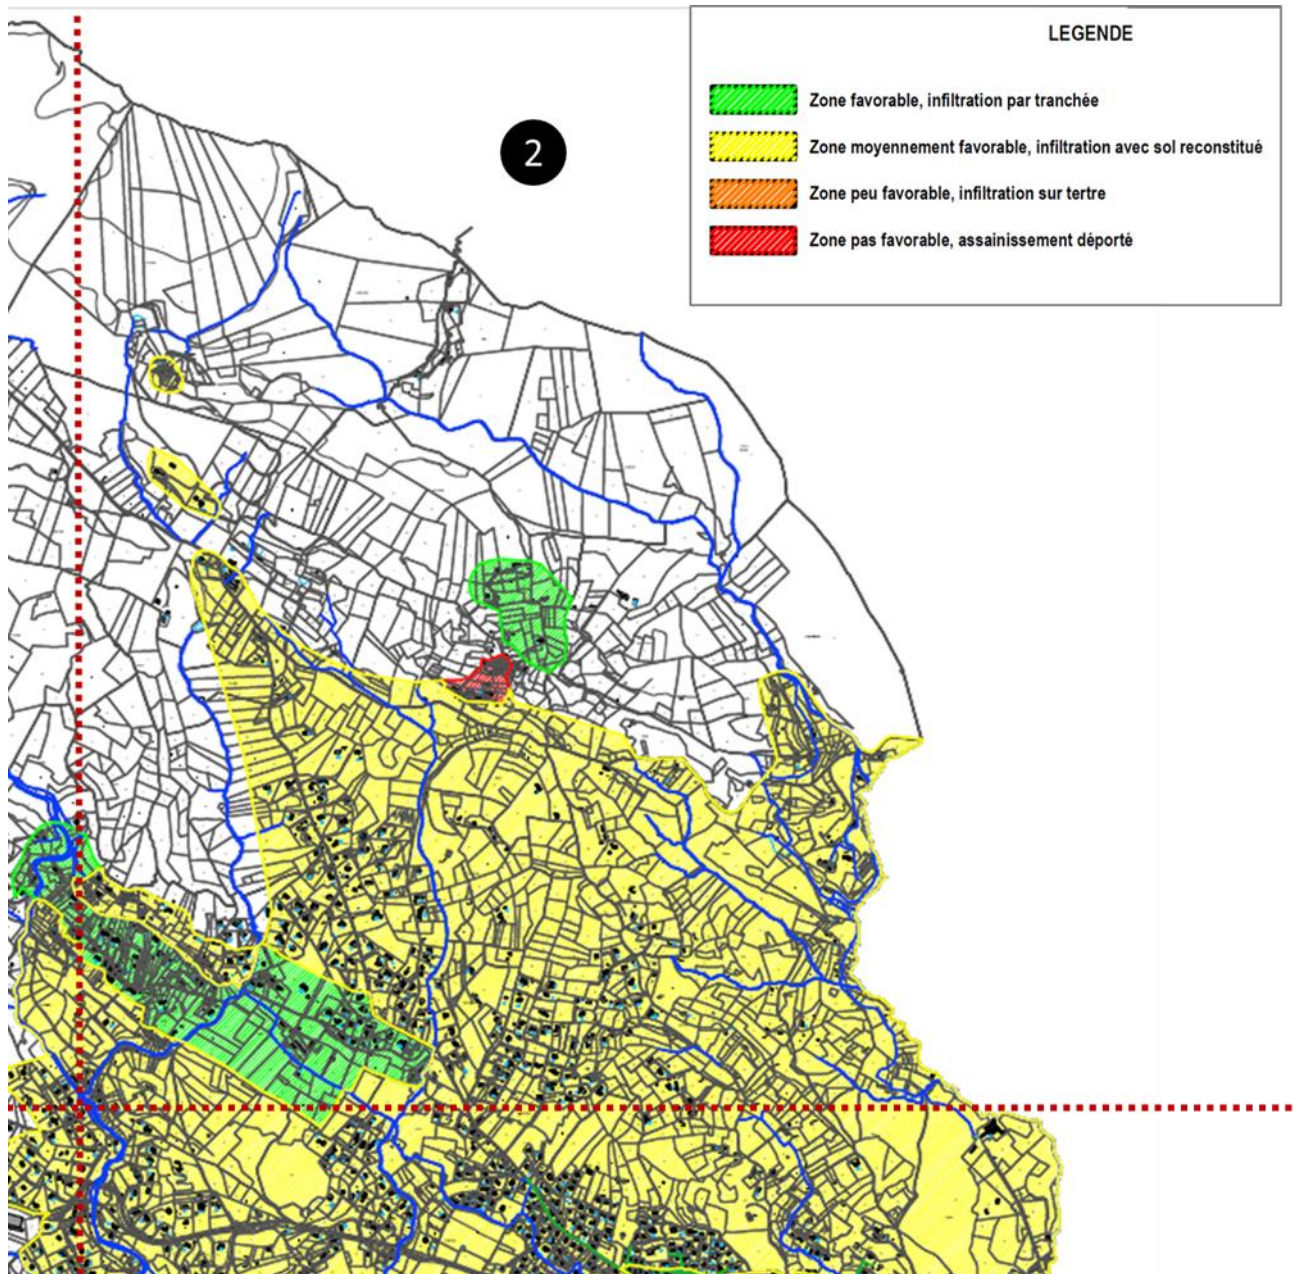 LEGENDE
Zone favorable, infiltration par tranchée
Zone moyennement favorable, infiltration avec sol reconstitué
Zone peu favorable, infiltration sur tertre
Zone pas favorable, assainissement déporté
2